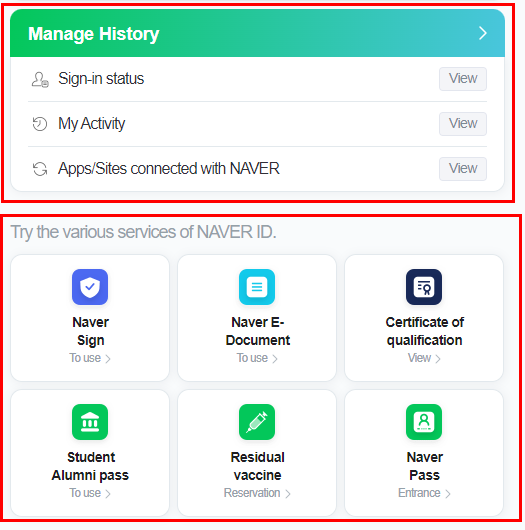 Manage History
Sign-in status View
My Activity View
Apps/Sites connected with NAVER View
Try the various services of NAVER ID.
Naver
Sign
To use
Naver E-
Document
To use
Certificate of
qualification
View
Student
Alumni pass
To use
Residual
vaccine
Reservation
Naver
Pass
Entrance